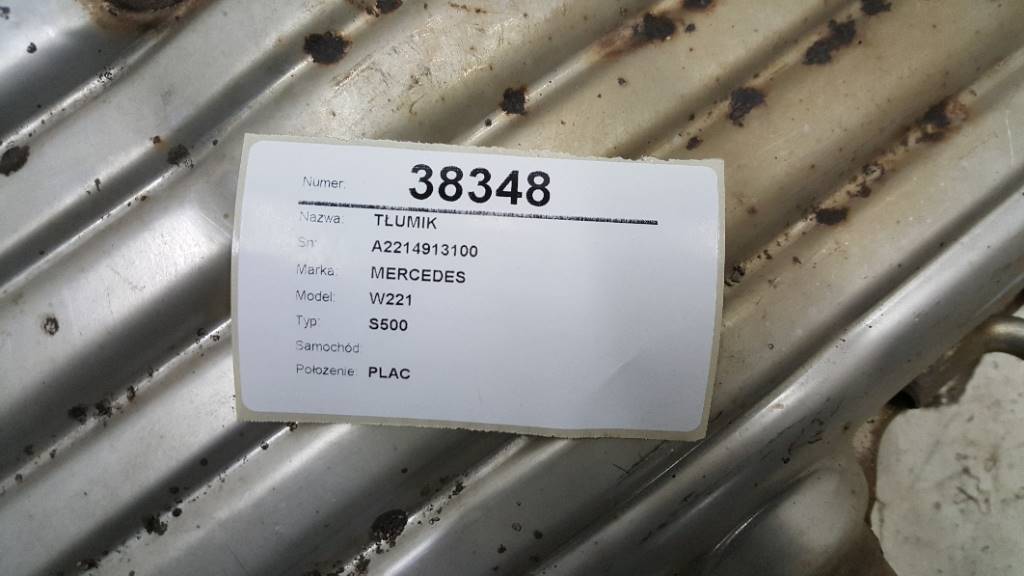 Numer: 38348
Nazwa: TŁUMIK
Sn: A2214913100
Marka: MERCEDES
Model: W221
Typ: S500
Samochód:
Położenie: PLAC